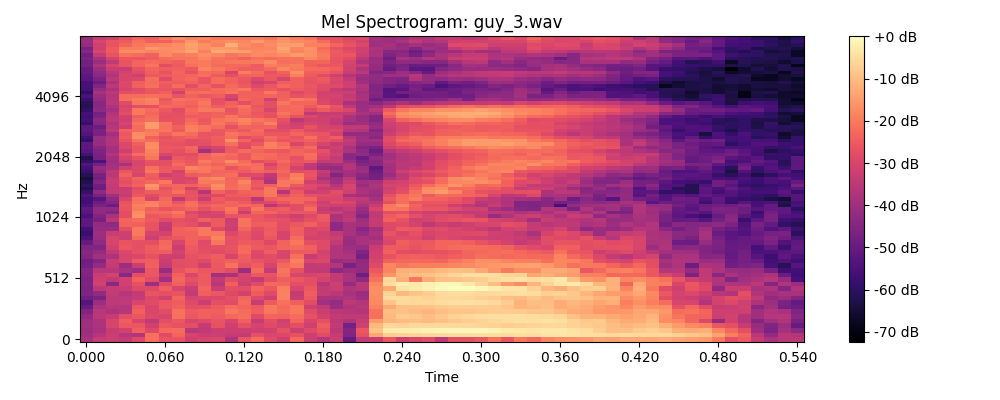 Mel Spectrogram: guy_3.wav
+0 dB
-10 dB
-20 dB
-30 dB
-40 dB
-50 dB
-60 dB
-70 dB
4096
2048
1024
512
0
Hz
0.000 0.060 0.120 0.180 0.240 0.300 0.360 0.420 0.480 0.540
Time